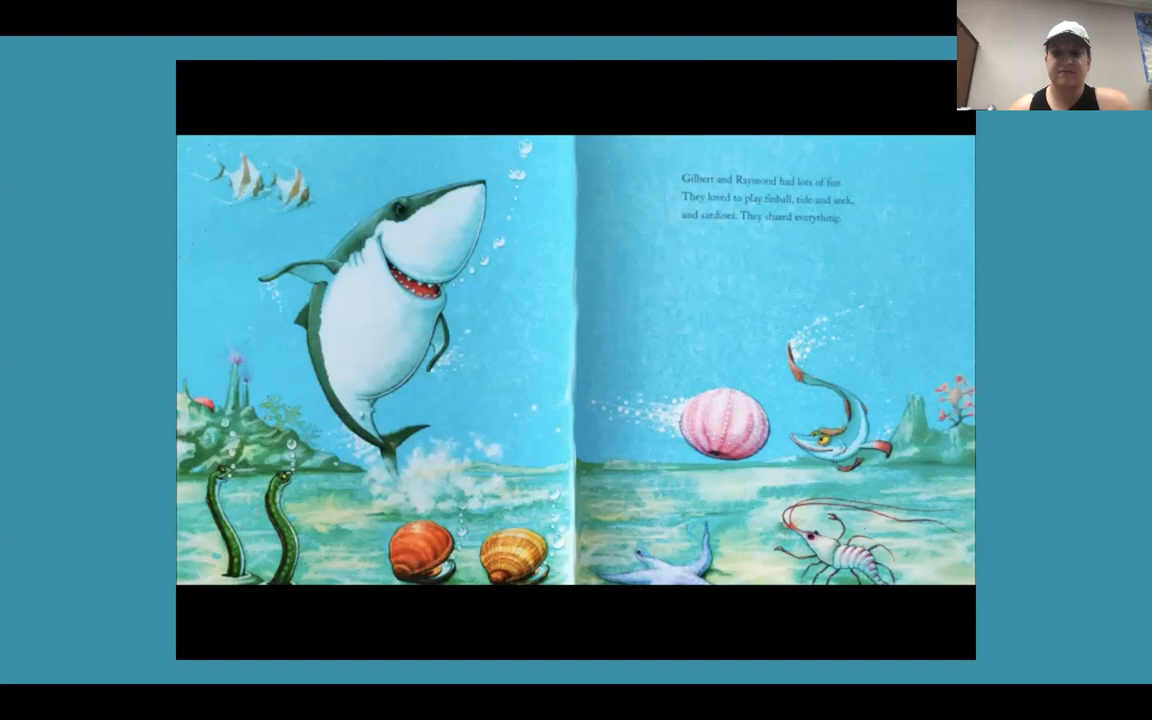 Gilbert and Raymond had lots of fun.
They loved to play finball, tide and seek,
and sardines. They shared everything.